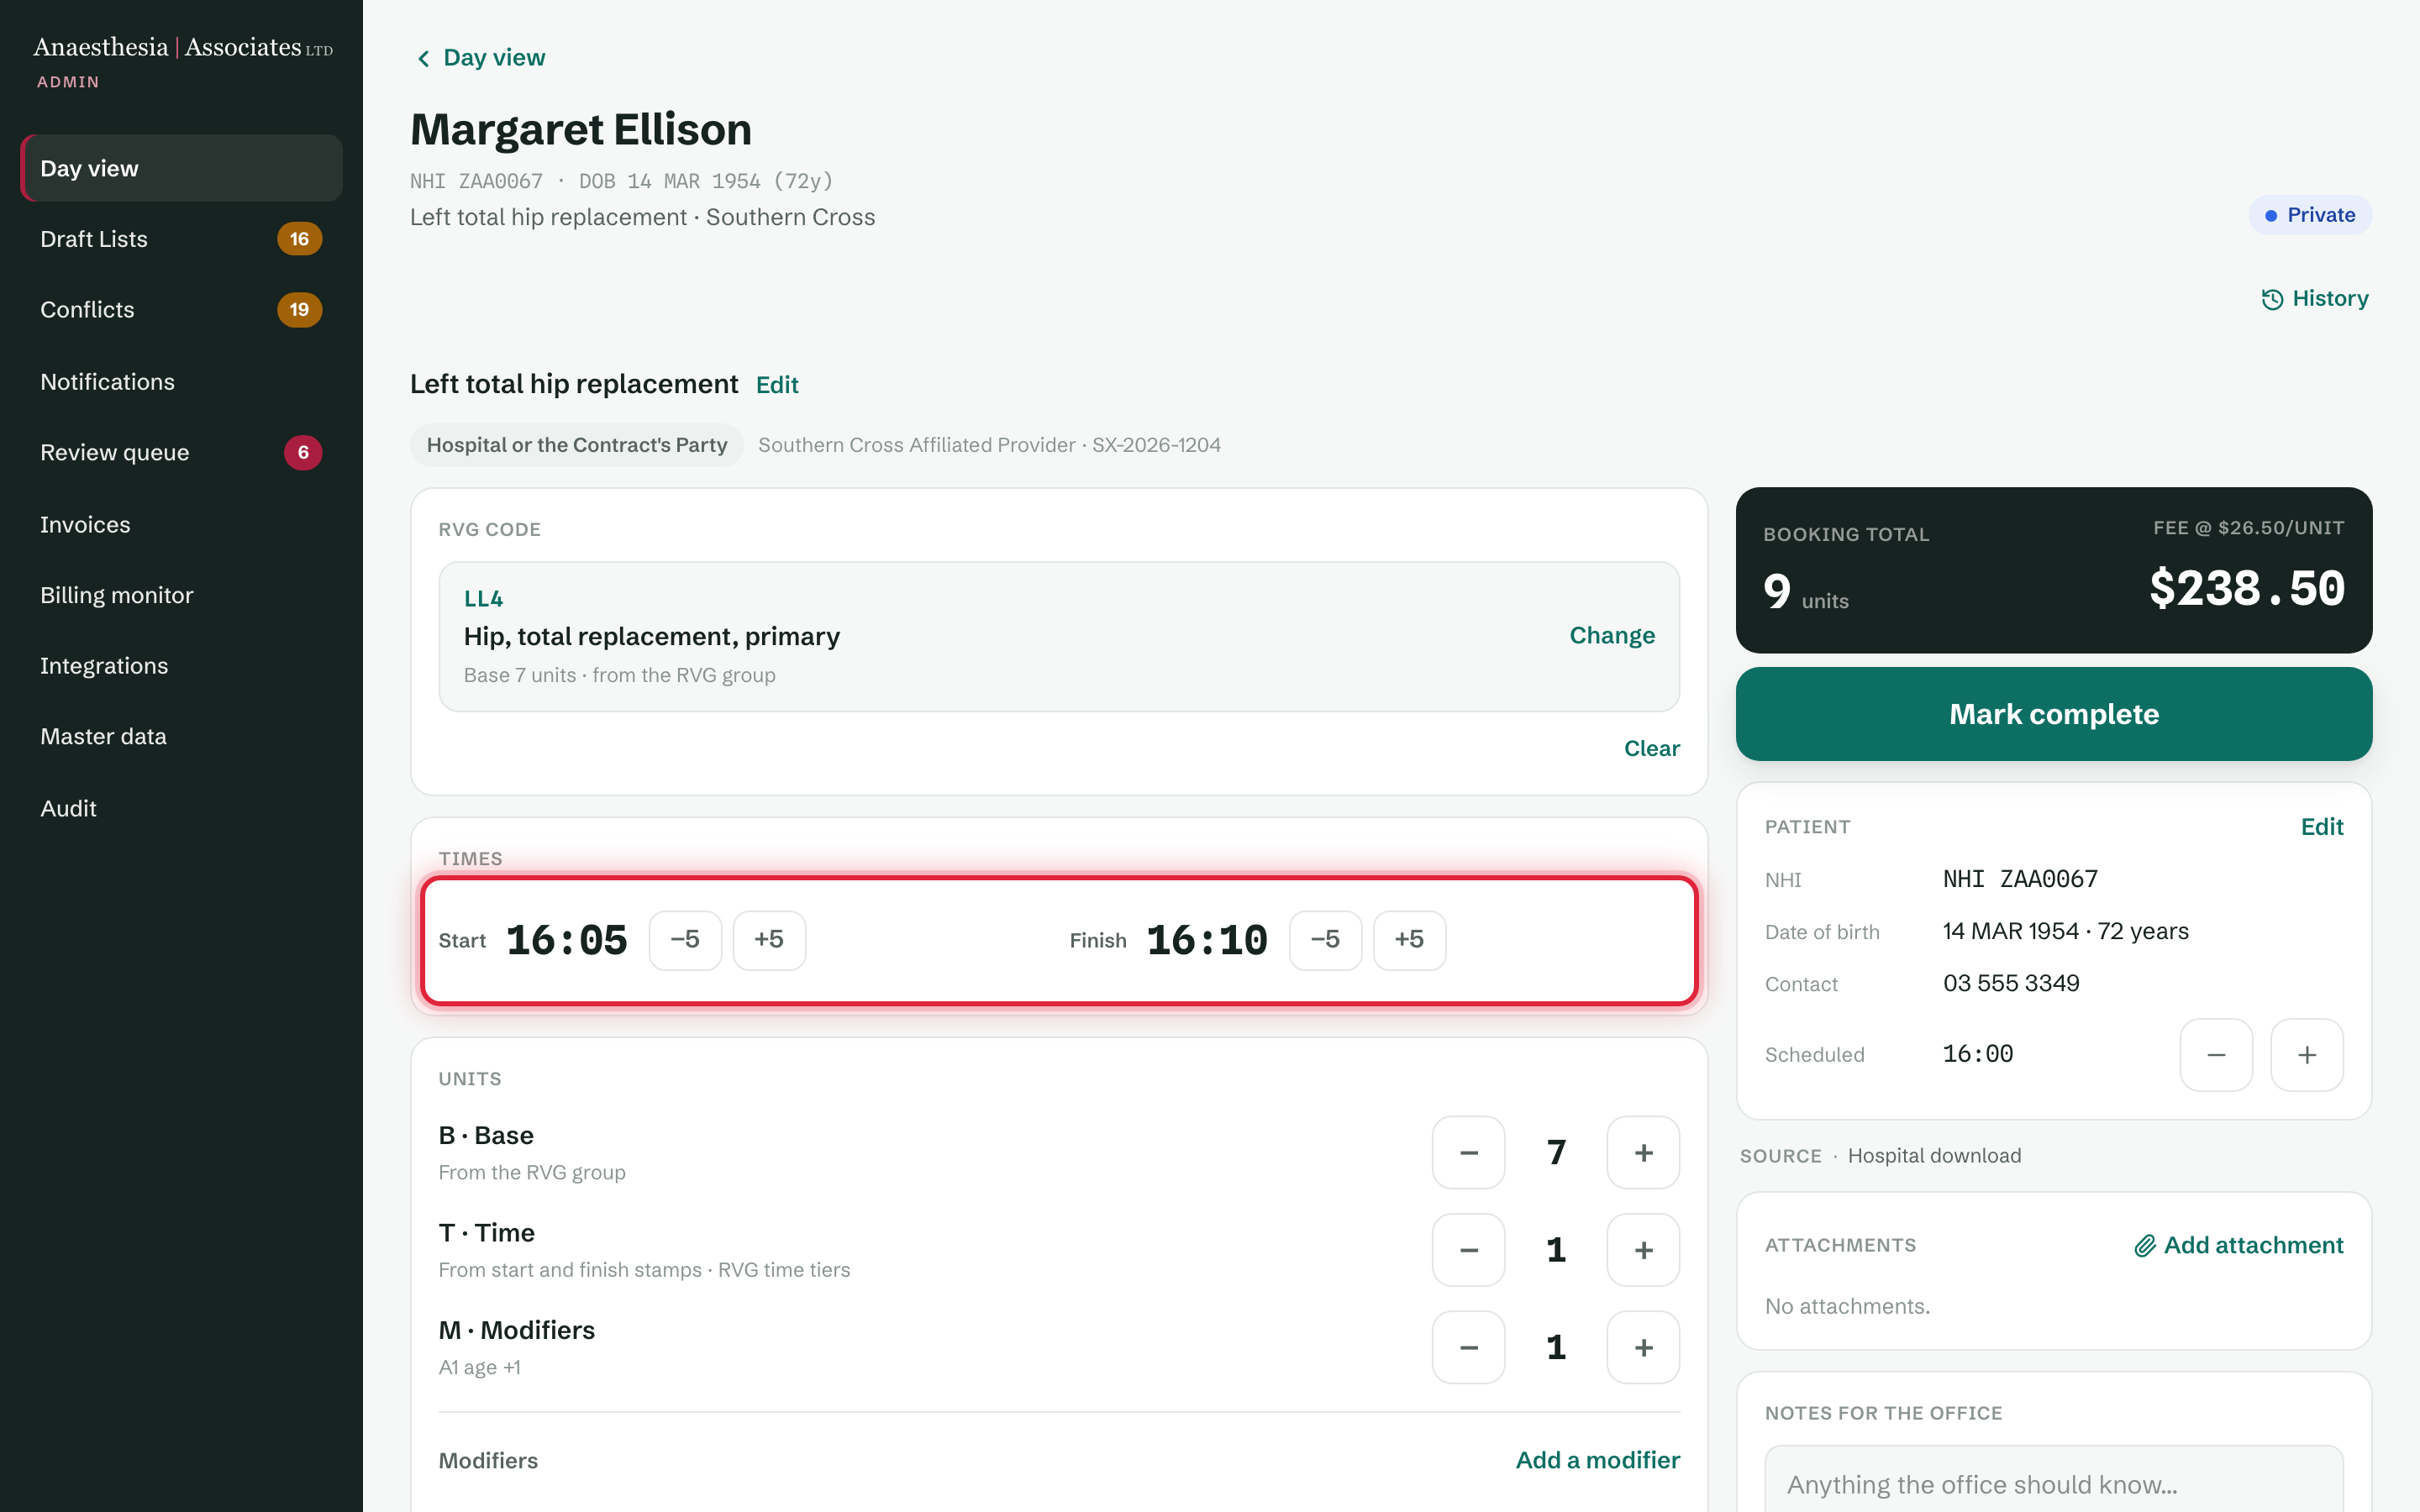 Anaesthesia | Associates LTD
ADMIN
Day view
Draft Lists 16
Conflicts 19
Notifications
Review queue 6
Invoices
Billing monitor
Integrations
Master data
Audit
Day view
Margaret Ellison
NHI ZAA0067 · DOB 14 MAR 1954 (72y)
Left total hip replacement · Southern Cross
Private
History
Left total hip replacement Edit
Hospital or the Contract's Party Southern Cross Affiliated Provider · SX-2026-1204
RVG CODE
LL4
Hip, total replacement, primary
Base 7 units · from the RVG group
Change
Clear
TIMES
Start 16:05 −5 +5 Finish 16:10 −5 +5
UNITS
B · Base
From the RVG group
− 7 +
T · Time
From start and finish stamps · RVG time tiers
− 1 +
M · Modifiers
A1 age +1
− 1 +
Modifiers Add a modifier
BOOKING TOTAL FEE @ $26.50/UNIT
9 units $238.50
Mark complete
PATIENT Edit
NHI NHI ZAA0067
Date of birth 14 MAR 1954 · 72 years
Contact 03 555 3349
Scheduled 16:00 − +
SOURCE · Hospital download
ATTACHMENTS Add attachment
No attachments.
NOTES FOR THE OFFICE
Anything the office should know...